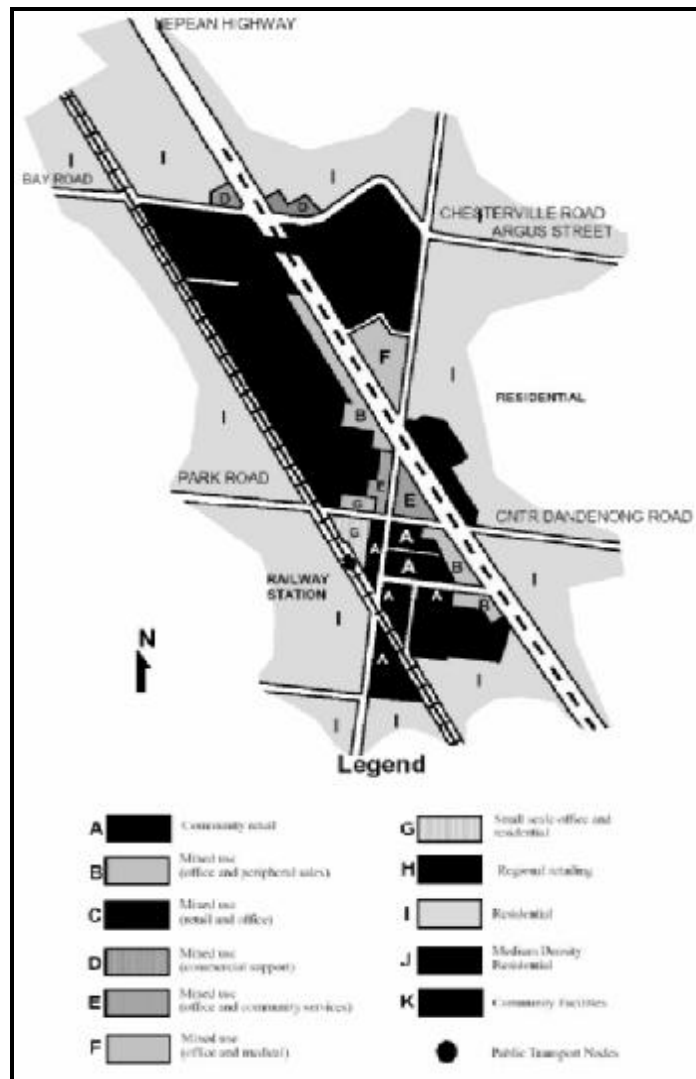 NEPEAN HIGHWAY
I
I
I
BAY ROAD
D
D
CHESTERVILLE ROAD
I
ARGUS STREET
F
I
RESIDENTIAL
B
I
PARK ROAD
E
G
E
CNTR DANDENONG ROAD
G
A
A
A
B
I
RAILWAY
STATION
A
A
B
I
N
A
I
I
I
Legend
A
Community retail
B
Mixed use
(office and peripheral sales)
C
Mixed use
(retail and office)
D
Mixed use
(commercial support)
E
Mixed use
(office and community services)
F
Mixed use
(office and medical)
G
Small scale office and
residential
H
Regional retailing
I
Residential
J
Medium Density
Residential
K
Community Facilities
Public Transport Nodes